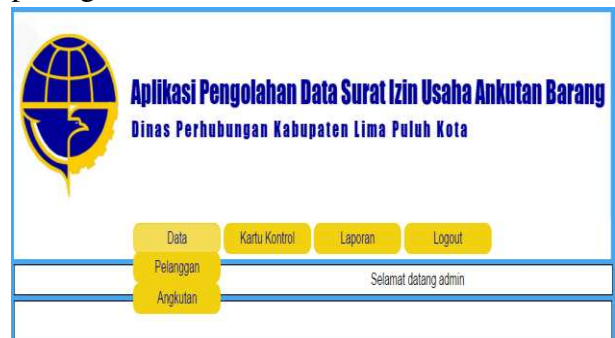 Aplikasi Pengolahan Data Surat Izin Usaha Ankutan Barang
Dinas Perhubungan Kabupaten Lima Puluh Kota
Data Kartu Kontrol Laporan Logout
Pelanggan
Selamat datang admin
Angkutan